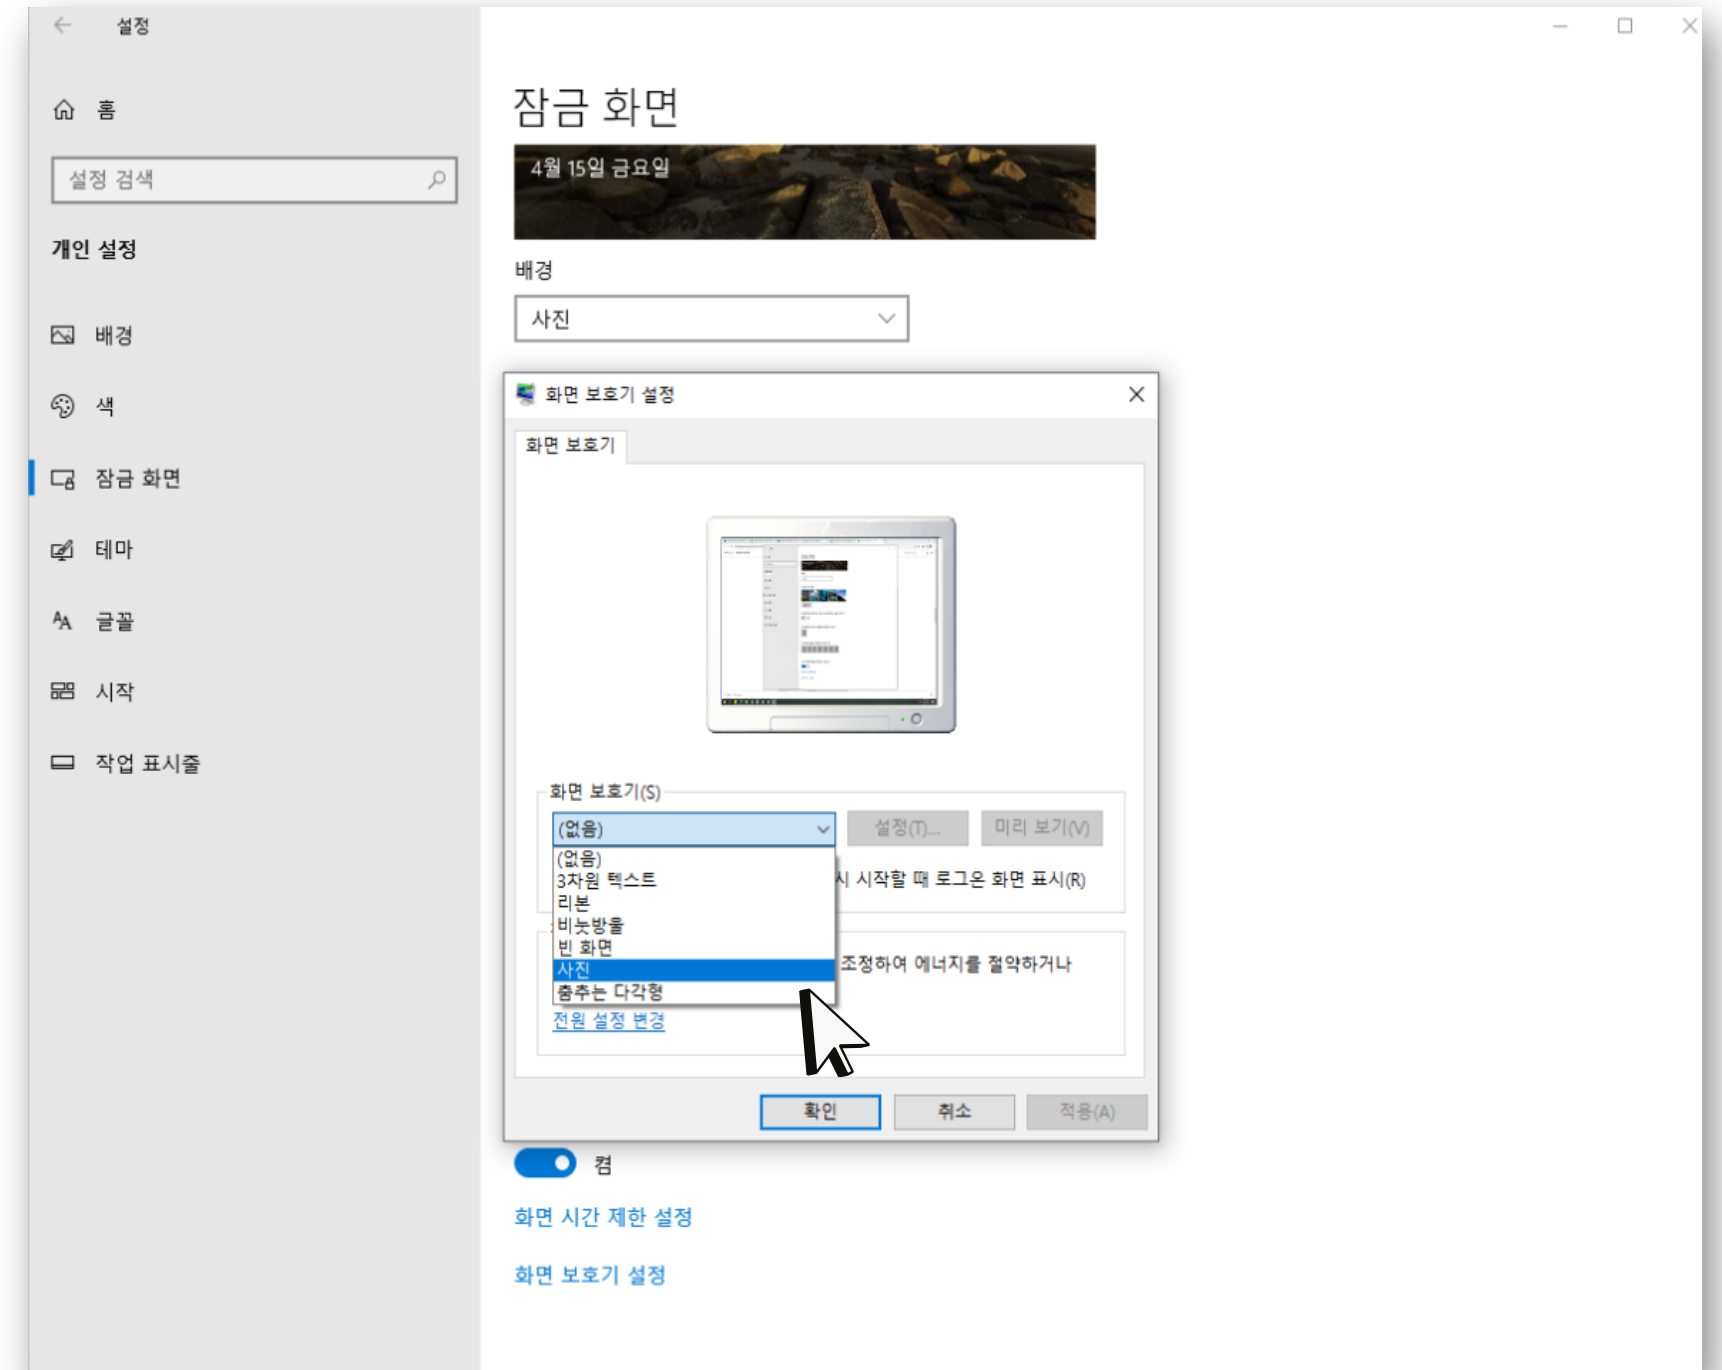 설정
홈
설정 검색
개인 설정
배경
색
잠금 화면
테마
글꼴
시작
작업 표시줄
잠금 화면
4월 15일 금요일
배경
사진
화면 보호기 설정
화면 보호기
화면 보호기(S)
(없음)
설정(T)...
미리 보기(V)
(없음)
3차원 텍스트
리본
비눗방울
빈 화면
사진
춤추는 다각형
시작할 때 로그온 화면 표시(R)
조정하여 에너지를 절약하거나
전원 설정 변경
확인
취소
적용(A)
켬
화면 시간 제한 설정
화면 보호기 설정